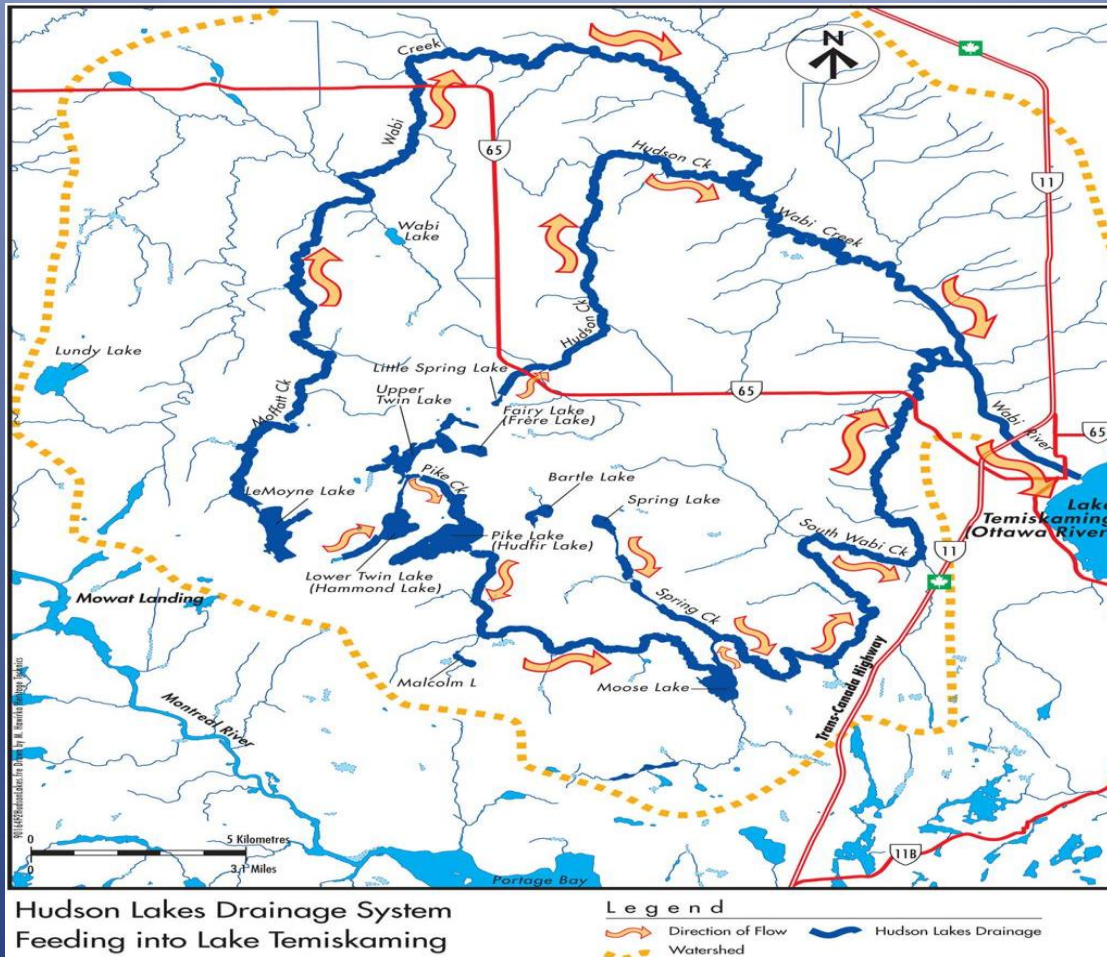 Creek
N
Wabi
65
Hudson Ck
11
Wabi Creek
Wabi
Lake
Hudson Ck
Lundy Lake
Little Spring Lake
Upper
Twin Lake
65
Moffatt Ck
Fairy Lake
(Frère Lake)
Wabi River
65
Pike Ck
Bartle Lake
LeMoyne Lake
Spring Lake
Lake
Temiskaming
(Ottawa River)
South Wabi Ck
Pike Lake
(Hudfir Lake)
11
Lower Twin Lake
(Hammond Lake)
Mowat Landing
Spring Ck
Malcolm L
Moose Lake
Trans-Canada Highway
Montreal River
0 5 Kilometres
0 3.1 Miles
11B
Portage Bay
Hudson Lakes Drainage System
Feeding into Lake Temiskaming
Legend
Direction of Flow
Hudson Lakes Drainage
Watershed